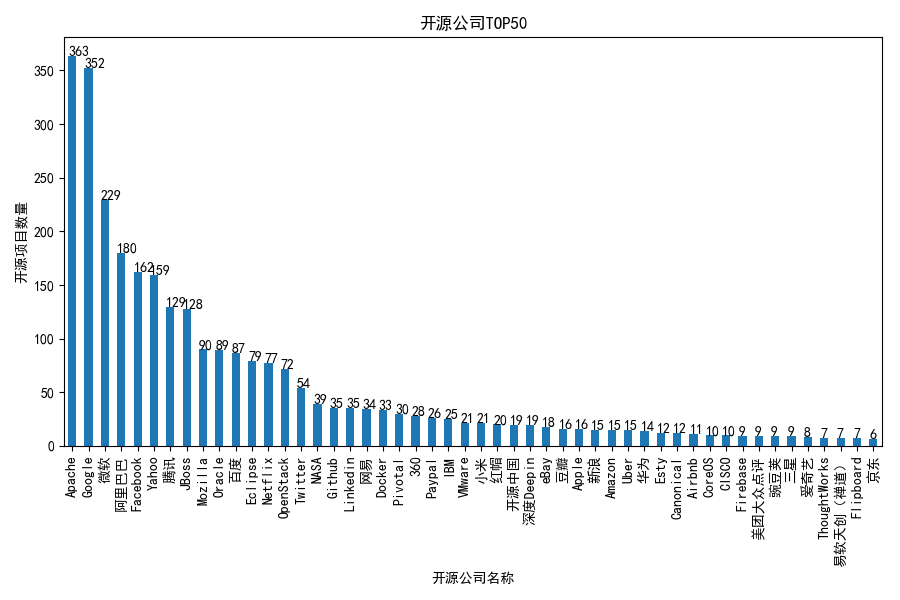 开源公司TOP50
363
352
229
180
162
159
129
128
90
89
87
79
77
72
54
39
35
35
34
33
30
28
26
25
21
21
20
19
19
18
16
16
15
15
15
14
12
12
11
10
10
9
9
9
9
8
7
7
7
6
350
300
250
200
150
100
50
0
开源项目数量
Apache
Google
微软
阿里巴巴
Facebook
Yahoo
腾讯
JBoss
Mozilla
Oracle
百度
Eclipse
Netflix
OpenStack
Twitter
NASA
Github
Linkedin
网易
Docker
Pivotal
360
Paypal
IBM
VMware
小米
红帽
开源中国
深度Deepin
eBay
豆瓣
Apple
新浪
Amazon
Uber
华为
Esty
Canonical
Airbnb
CoreOS
CISCO
Firebase
美团大众点评
豌豆荚
三星
爱奇艺
ThoughtWorks
易软天创（禅道）
Flipboard
京东
开源公司名称